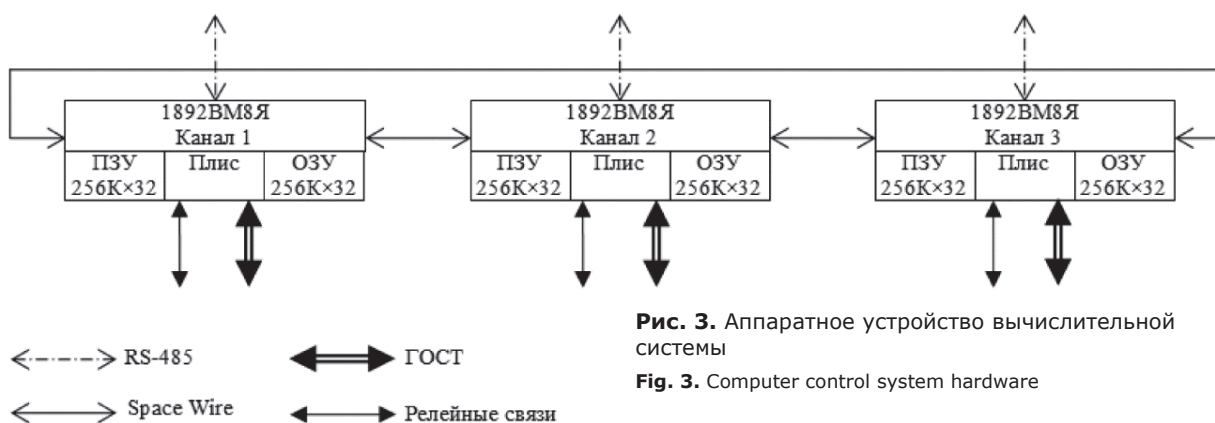 1892ВМ8Я
Канал 1
ПЗУ
256К×32
Плис
ОЗУ
256К×32
1892ВМ8Я
Канал 2
ПЗУ
256К×32
Плис
ОЗУ
256К×32
1892ВМ8Я
Канал 3
ПЗУ
256К×32
Плис
ОЗУ
256К×32
RS-485
ГОСТ
Space Wire
Релейные связи
Рис. 3. Аппаратное устройство вычислительной
системы
Fig. 3. Computer control system hardware